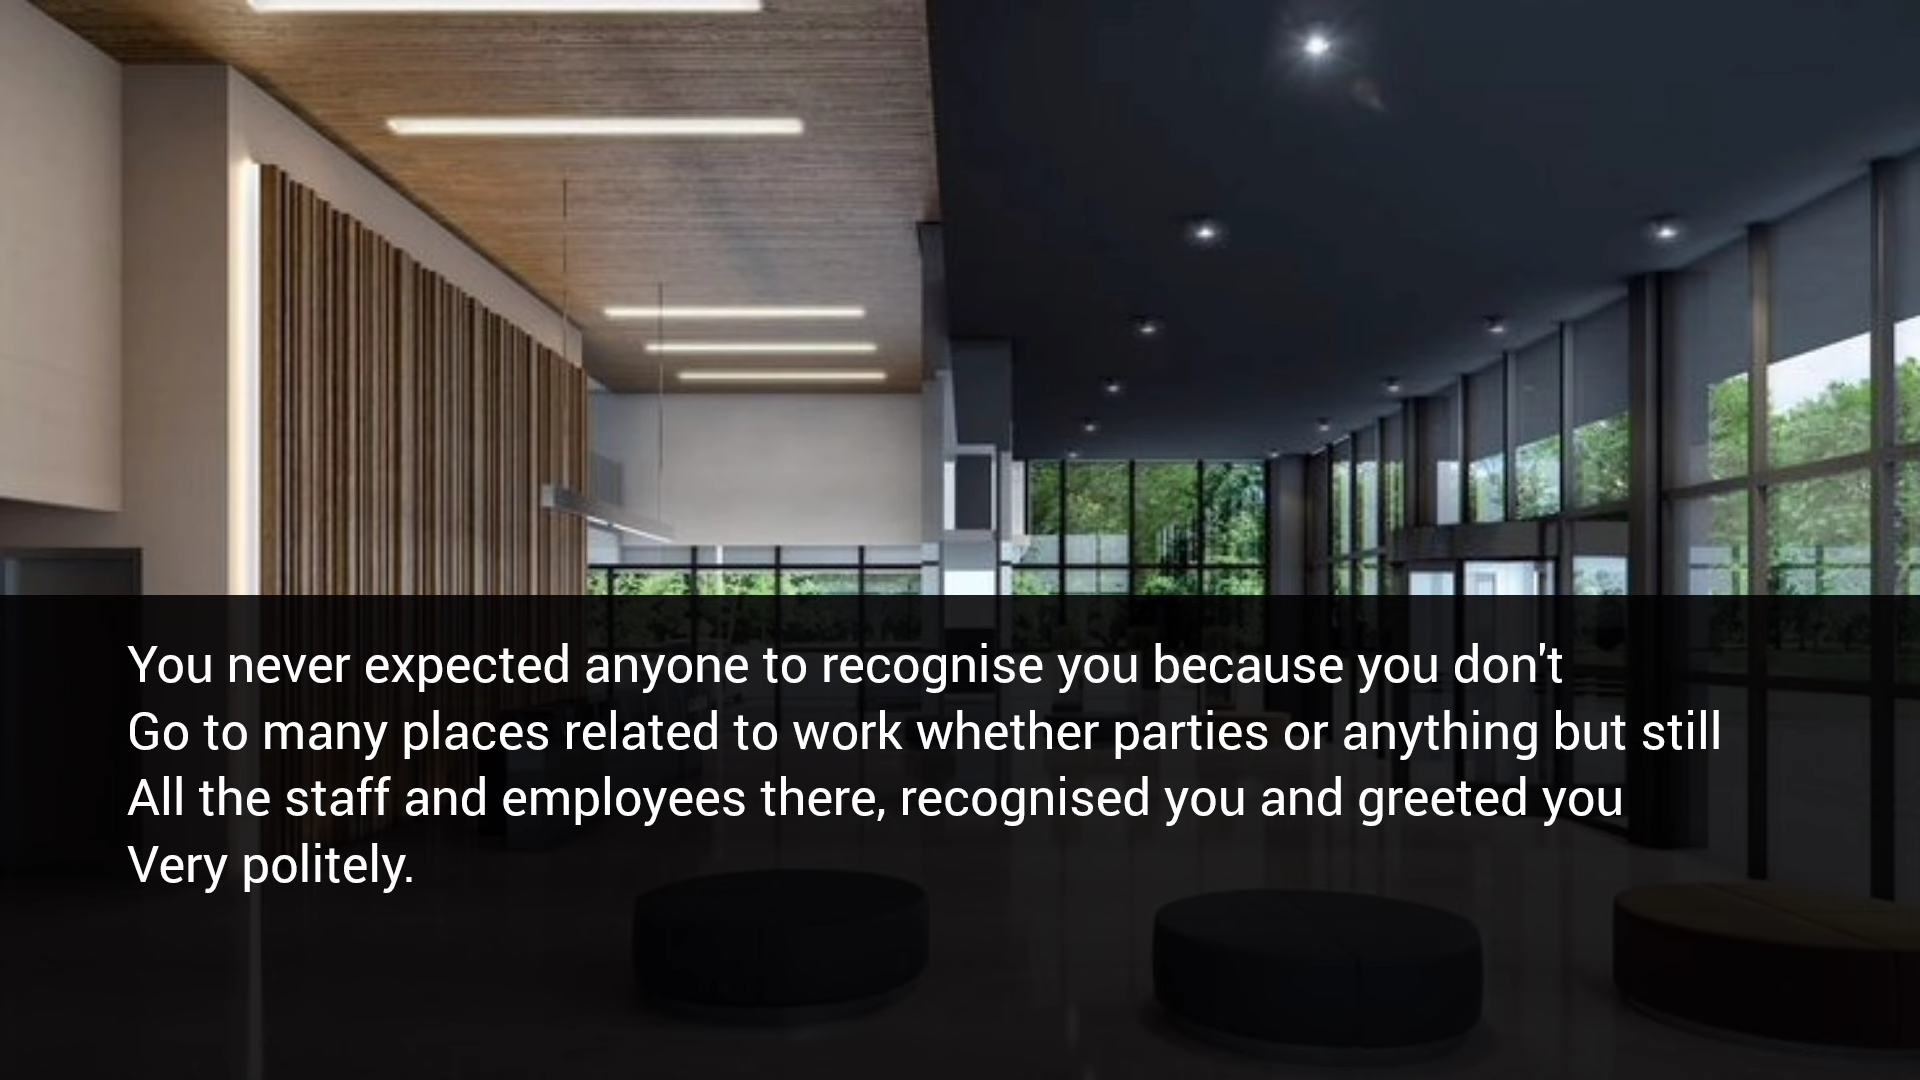 You never expected anyone to recognise you because you don't
Go to many places related to work whether parties or anything but still
All the staff and employees there, recognised you and greeted you
Very politely.